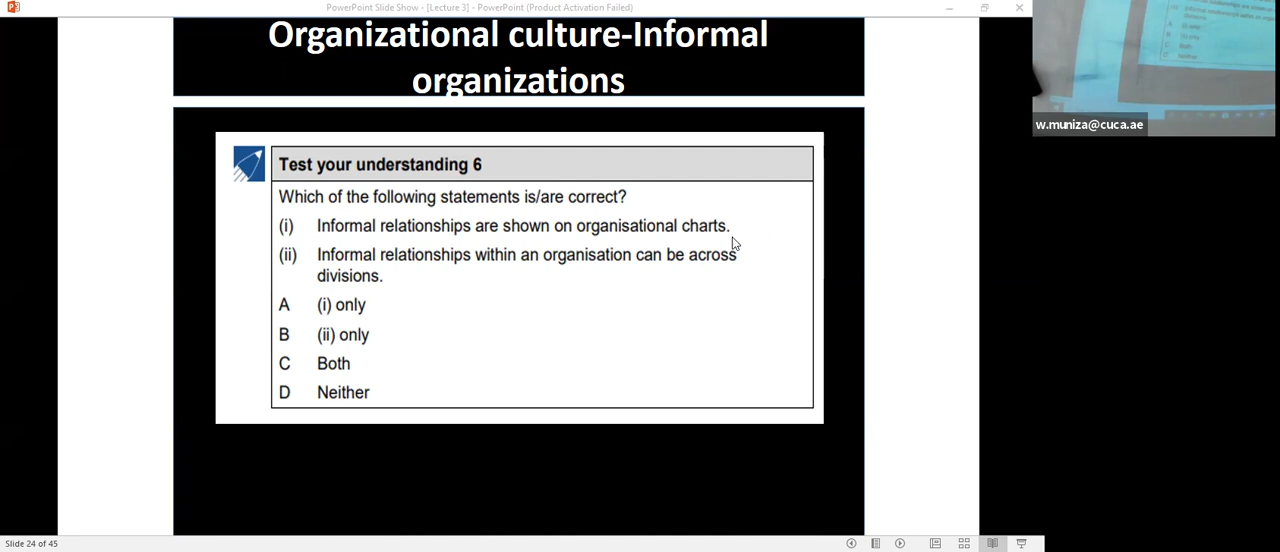 PowerPoint Slide Show - [Lecture 3] - PowerPoint (Product Activation Failed)
Organizational culture-Informal
organizations
w.muniza@cuca.ae
Test your understanding 6
Which of the following statements is/are correct?
(i) Informal relationships are shown on organisational charts.
(ii) Informal relationships within an organisation can be across
divisions.
A (i) only
B (ii) only
C Both
D Neither
Slide 24 of 45